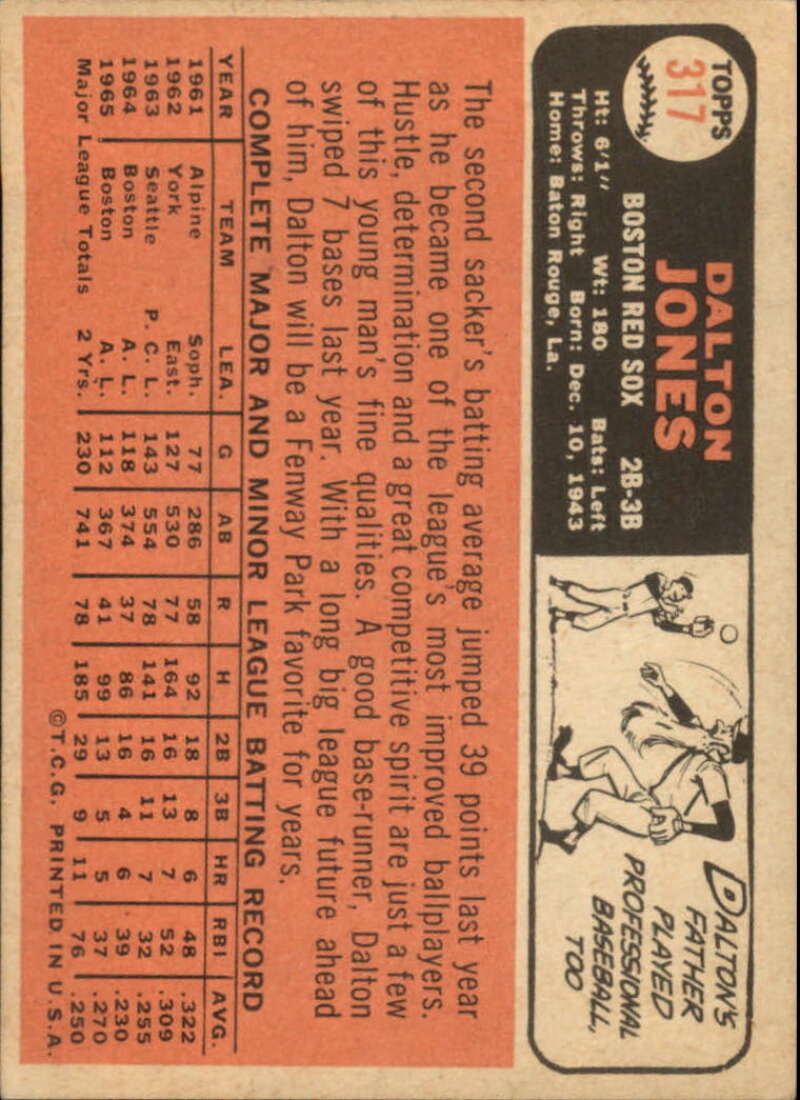 TOPPS
317
DALTON
JONES
BOSTON RED SOX 2B-3B
Ht: 6'1" Wt: 180 Bats: Left
Throws: Right Born: Dec. 10, 1943
Home: Baton Rouge, La.
DALTON'S
FATHER
PLAYED
PROFESSIONAL
BASEBALL,
TOO
The second sacker's batting average jumped 39 points last year
as he became one of the league's most improved ballplayers.
Hustle, determination and a great competitive spirit are just a few
of this young man's fine qualities. A good base-runner, Dalton
swiped 7 bases last year. With a long big league future ahead
of him, Dalton will be a Fenway Park favorite for years.
COMPLETE MAJOR AND MINOR LEAGUE BATTING RECORD
YEAR TEAM LEA. G AB R H 2B 3B HR RBI AVG.
1961 Alpine Soph. 77 286 58 92 18 8 6 48 .322
1962 York East. 127 530 77 164 16 13 7 52 .309
1963 Seattle P. C. L. 143 554 78 141 16 11 7 32 .255
1964 Boston A. L. 118 374 37 86 16 4 6 39 .230
1965 Boston A. L. 112 367 41 99 13 5 5 37 .270
Major League Totals 2 Yrs. 230 741 78 185 29 9 11 76 .250
©T.C.G. PRINTED IN U.S.A.